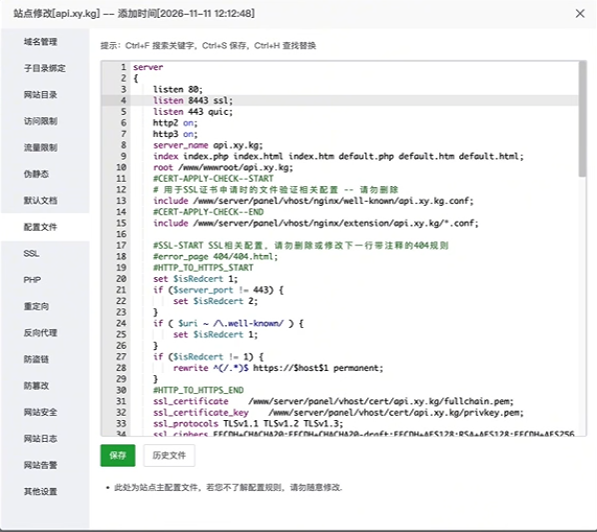 站点修改[api.xy.kg] -- 添加时间[2026-11-11 12:12:48]
域名管理
子目录绑定
网站目录
访问限制
流量限制
伪静态
默认文档
配置文件
SSL
PHP
重定向
反向代理
防盗链
防篡改
网站安全
网站日志
网站告警
其他设置
提示：Ctrl+F 搜索关键字，Ctrl+S 保存，Ctrl+H 查找替换
1 server
2 {
3 listen 80;
4 listen 8443 ssl;
5 listen 443 quic;
6 http2 on;
7 http3 on;
8 server_name api.xy.kg;
9 index index.php index.html index.htm default.php default.htm default.html;
10 root /www/wwwroot/api.xy.kg;
11 #CERT-APPLY-CHECK--START
12 # 用于SSL证书申请时的文件验证相关配置 -- 请勿删除
13 include /www/server/panel/vhost/nginx/well-known/api.xy.kg.conf;
14 #CERT-APPLY-CHECK--END
15 include /www/server/panel/vhost/nginx/extension/api.xy.kg/*.conf;
16
17 #SSL-START SSL相关配置，请勿删除或修改下一行带注释的404规则
18 #error_page 404/404.html;
19 #HTTP_TO_HTTPS_START
20 set $isRedcert 1;
21 if ($server_port != 443) {
22 set $isRedcert 2;
23 }
24 if ( $uri ~ /\.well-known/ ) {
25 set $isRedcert 1;
26 }
27 if ($isRedcert != 1) {
28 rewrite ^(/.*)$ https://$host$1 permanent;
29 }
30 #HTTP_TO_HTTPS_END
31 ssl_certificate /www/server/panel/vhost/cert/api.xy.kg/fullchain.pem;
32 ssl_certificate_key /www/server/panel/vhost/cert/api.xy.kg/privkey.pem;
33 ssl_protocols TLSv1.1 TLSv1.2 TLSv1.3;
34 ssl_ciphers EECDH+CHACHA20:EECDH+CHACHA20-draft:EECDH+AES128:RSA+AES128:EECDH+AES256
保存
历史文件
• 此处为站点主配置文件，若您不了解配置规则，请勿随意修改.